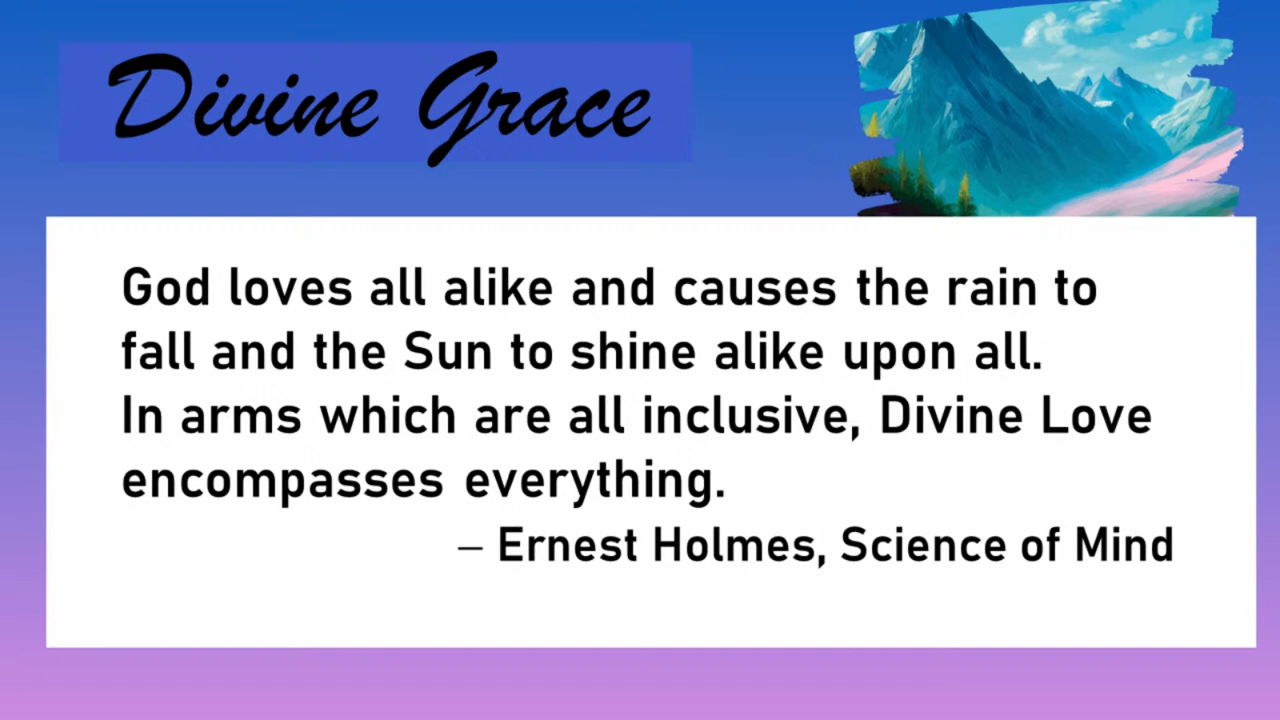 Divine Grace
God loves all alike and causes the rain to
fall and the Sun to shine alike upon all.
In arms which are all inclusive, Divine Love
encompasses everything.
– Ernest Holmes, Science of Mind